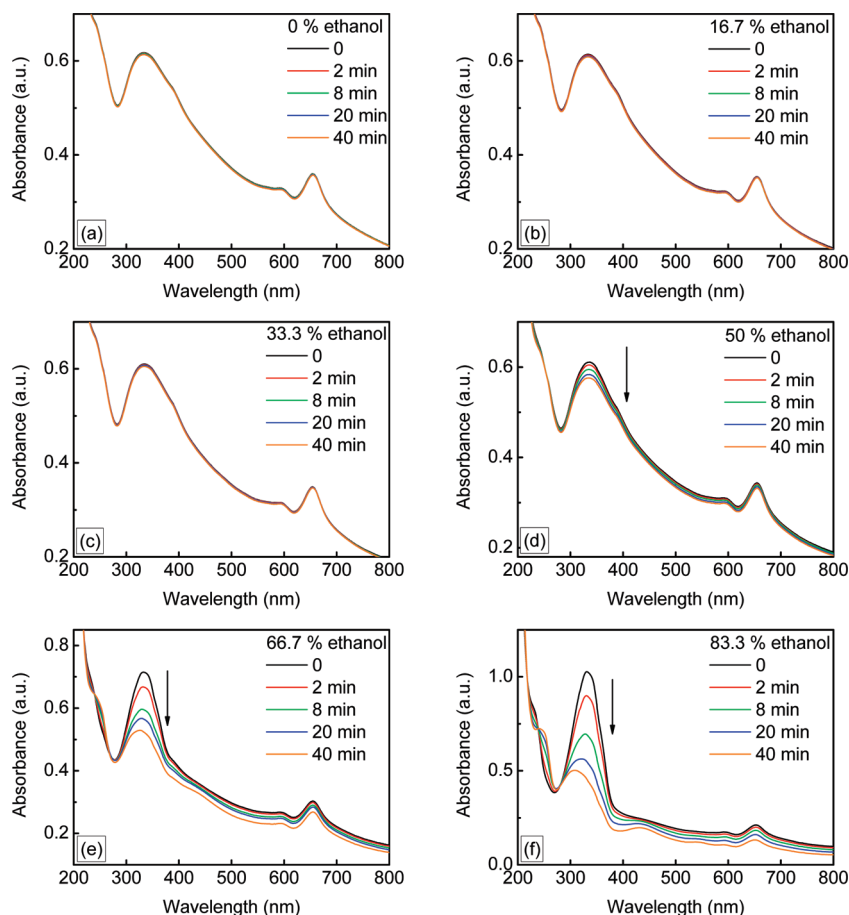 0 % ethanol
0
2 min
8 min
20 min
40 min
0.6
0.4
0.2
Absorbance (a.u.)
(a)
200 300 400 500 600 700 800
Wavelength (nm)
16.7 % ethanol
0
2 min
8 min
20 min
40 min
0.6
0.4
0.2
Absorbance (a.u.)
(b)
200 300 400 500 600 700 800
Wavelength (nm)
33.3 % ethanol
0
2 min
8 min
20 min
40 min
0.6
0.4
0.2
Absorbance (a.u.)
(c)
200 300 400 500 600 700 800
Wavelength (nm)
50 % ethanol
0
2 min
8 min
20 min
40 min
0.6
0.4
0.2
Absorbance (a.u.)
(d)
200 300 400 500 600 700 800
Wavelength (nm)
66.7 % ethanol
0
2 min
8 min
20 min
40 min
0.8
0.6
0.4
0.2
Absorbance (a.u.)
(e)
200 300 400 500 600 700 800
Wavelength (nm)
83.3 % ethanol
0
2 min
8 min
20 min
40 min
1.0
0.5
0.0
Absorbance (a.u.)
(f)
200 300 400 500 600 700 800
Wavelength (nm)